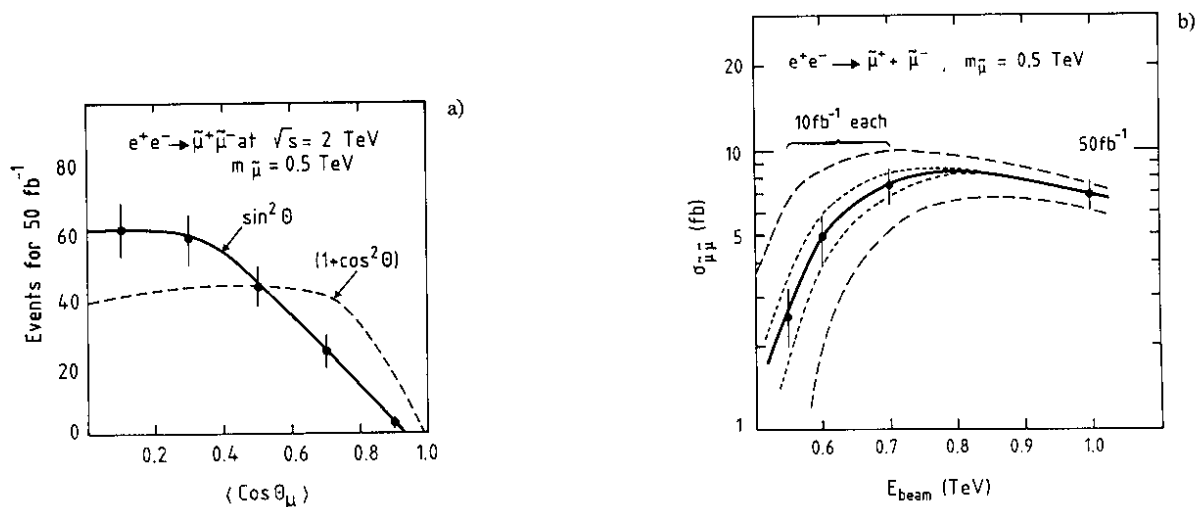 a)
e⁺e⁻→μ̃⁺μ̃⁻ at √s = 2 TeV
m μ̃ = 0.5 TeV
sin² θ
(1+cos² θ)
Events for 50 fb⁻¹
80
60
40
20
0
0.2 0.4 0.6 0.8 1.0
⟨Cos θμ⟩
b)
e⁺e⁻ → μ̃⁺ + μ̃⁻ , mμ̃ = 0.5 TeV
10fb⁻¹ each
50fb⁻¹
σμ̃μ̃ (fb)
20
10
5
1
0.6 0.7 0.8 0.9 1.0
E beam (TeV)